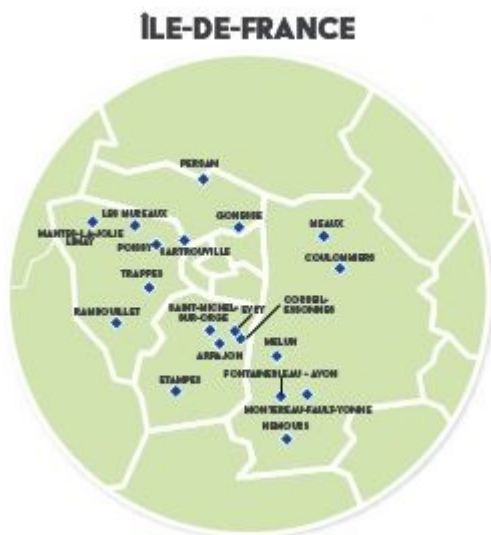 ÎLE-DE-FRANCE
PERSAN
LES MUREAUX
GONESSE
MANTES-LA-JOLIE
LIMAY
POISSY
SARTROUVILLE
MEAUX
COULOMMIERS
TRAPPES
RAMBOUILLET
SAINT-MICHEL-
SUR-ORGE
EVRY
CORBEIL-
ESSONNES
ARPAJON
MELUN
FONTAINEBLEAU - AVON
ETAMPES
MONTEREAU-FAULT-YONNE
NEMOURS